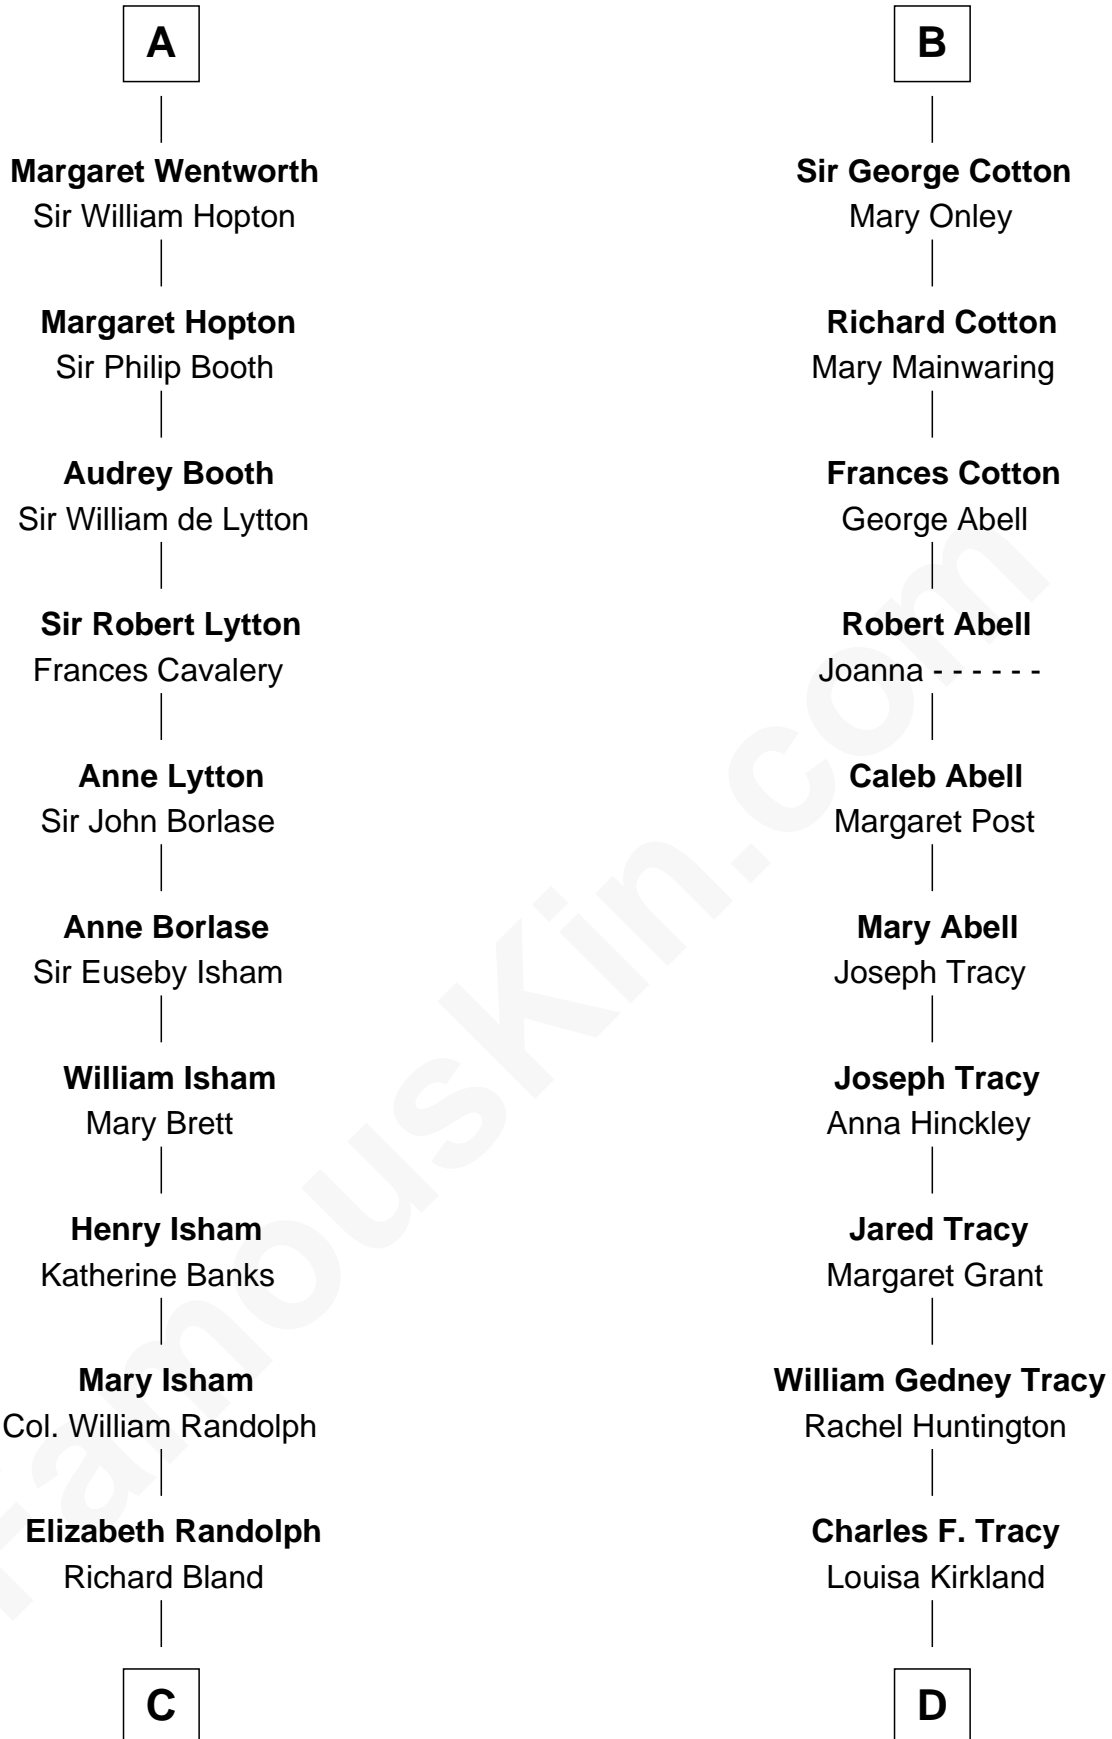 A
Margaret Wentworth
Sir William Hopton
Margaret Hopton
Sir Philip Booth
Audrey Booth
Sir William de Lytton
Sir Robert Lytton
Frances Cavalery
Anne Lytton
Sir John Borlase
Anne Borlase
Sir Euseby Isham
William Isham
Mary Brett
Henry Isham
Katherine Banks
Mary Isham
Col. William Randolph
Elizabeth Randolph
Richard Bland
C
B
Sir George Cotton
Mary Onley
Richard Cotton
Mary Mainwaring
Frances Cotton
George Abell
Robert Abell
Joanna - - - - - -
Caleb Abell
Margaret Post
Mary Abell
Joseph Tracy
Joseph Tracy
Anna Hinckley
Jared Tracy
Margaret Grant
William Gedney Tracy
Rachel Huntington
Charles F. Tracy
Louisa Kirkland
D
FamousKin.com